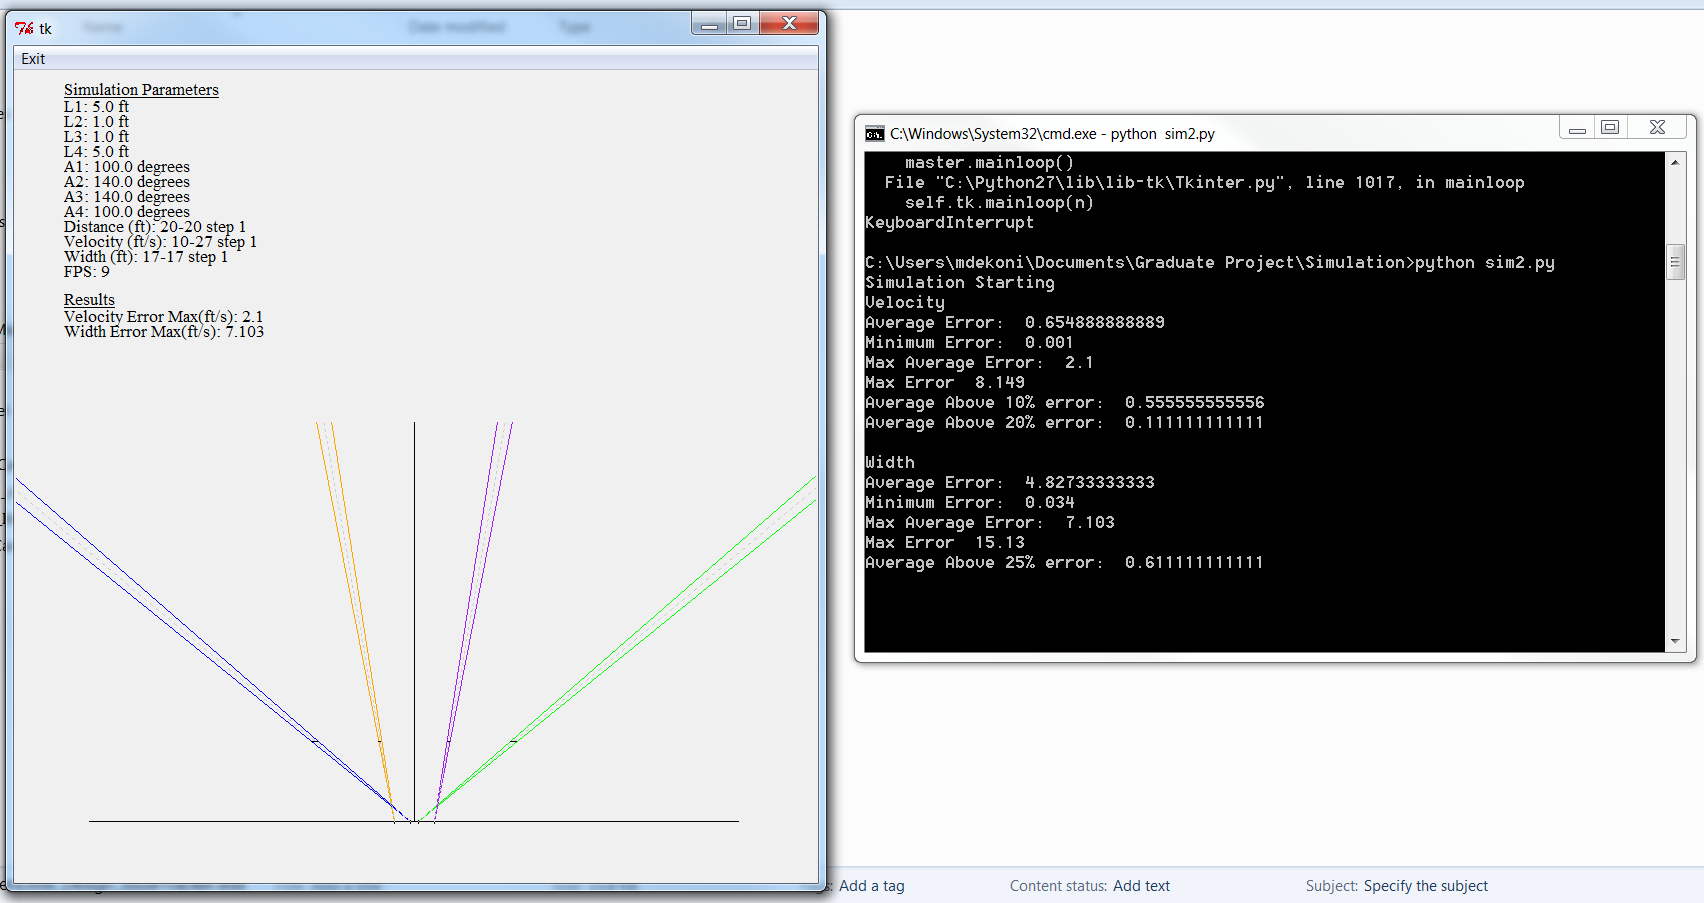 tk
Exit
Simulation Parameters
L1: 5.0 ft
L2: 1.0 ft
L3: 1.0 ft
L4: 5.0 ft
A1: 100.0 degrees
A2: 140.0 degrees
A3: 140.0 degrees
A4: 100.0 degrees
Distance (ft): 20-20 step 1
Velocity (ft/s): 10-27 step 1
Width (ft): 17-17 step 1
FPS: 9
Results
Velocity Error Max(ft/s): 2.1
Width Error Max(ft/s): 7.103
Name Date modified Type
C:\Windows\System32\cmd.exe - python  sim2.py
    master.mainloop()
  File "C:\Python27\lib\lib-tk\Tkinter.py", line 1017, in mainloop
    self.tk.mainloop(n)
KeyboardInterrupt
C:\Users\mdekoni\Documents\Graduate Project\Simulation>python sim2.py
Simulation Starting
Velocity
Average Error:  0.654888888889
Minimum Error:  0.001
Max Average Error:  2.1
Max Error  8.149
Average Above 10% error:  0.555555555556
Average Above 20% error:  0.111111111111
Width
Average Error:  4.82733333333
Minimum Error:  0.034
Max Average Error:  7.103
Max Error  15.13
Average Above 25% error:  0.611111111111
Add a tag
Content status: Add text
Subject: Specify the subject